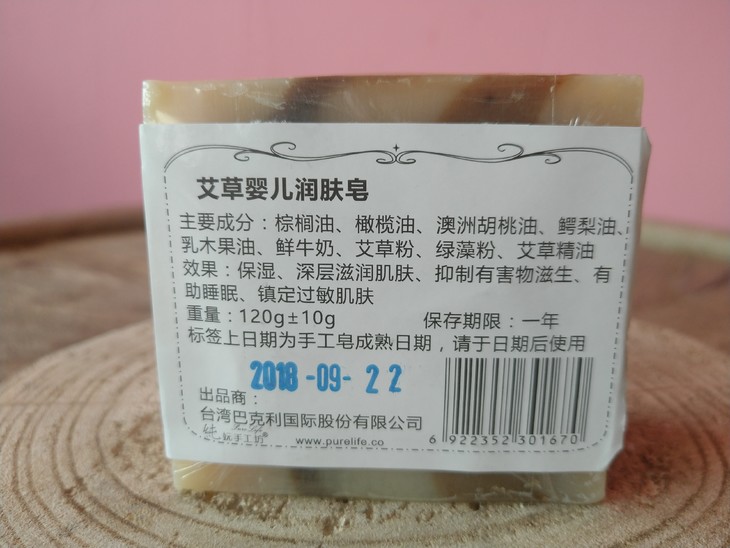 艾草婴儿润肤皂
主要成分：棕榈油、橄榄油、澳洲胡桃油、鳄梨油、
乳木果油、鲜牛奶、艾草粉、绿藻粉、艾草精油
效果：保湿、深层滋润肌肤、抑制有害物滋生、有
助睡眠、镇定过敏肌肤
重量：120g±10g 保存期限：一年
标签上日期为手工皂成熟日期，请于日期后使用
2018-09-22
出品商：
台湾巴克利国际股份有限公司
手工坊® www.purelife.co 6 922352 301670